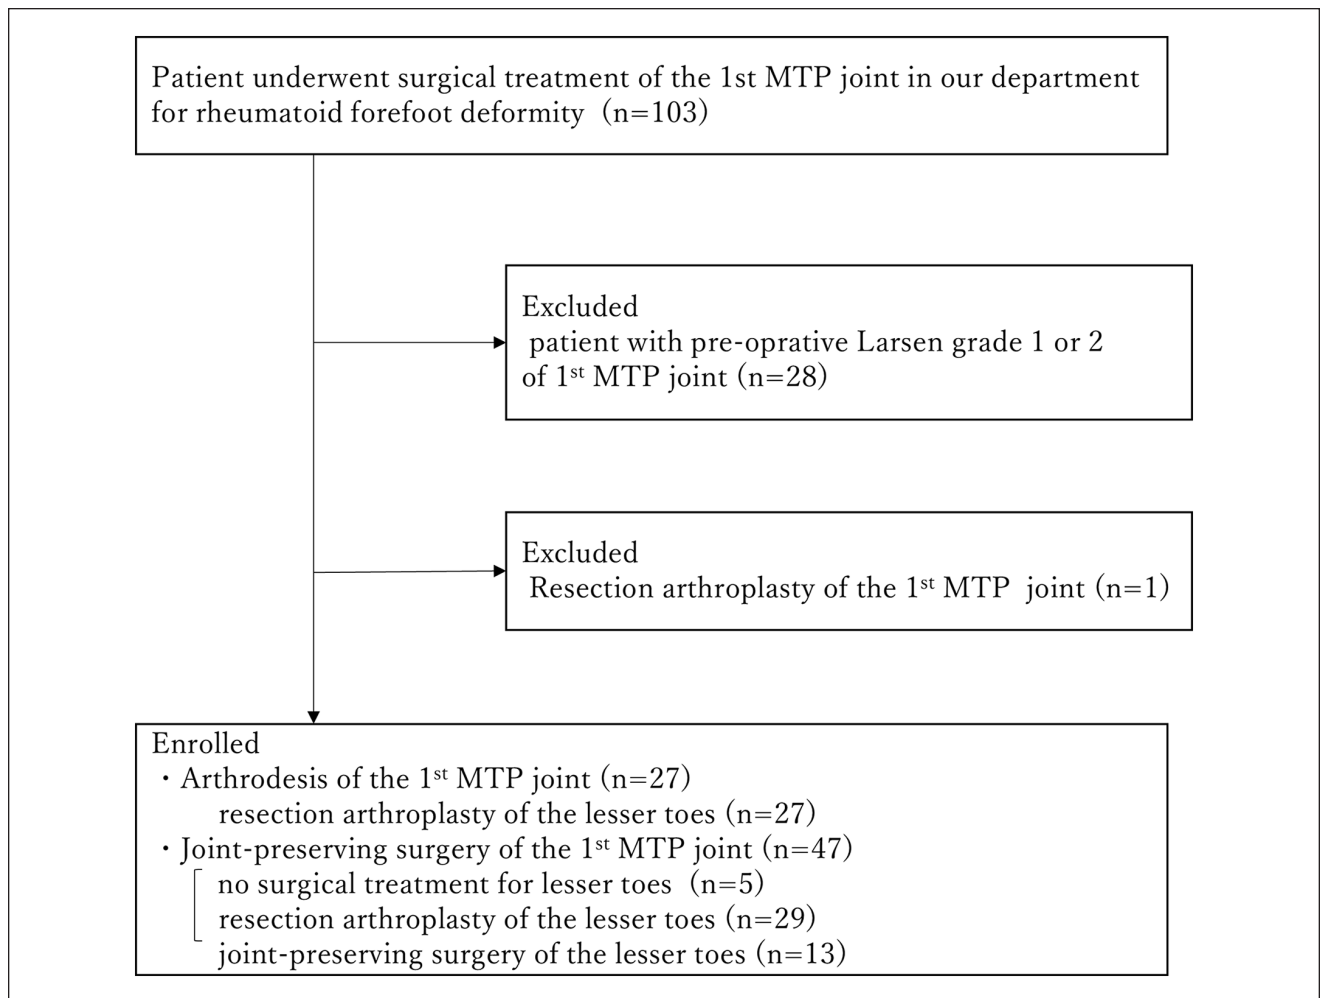 Patient underwent surgical treatment of the 1st MTP joint in our department
for rheumatoid forefoot deformity (n=103)
Excluded
patient with pre-oprative Larsen grade 1 or 2
of 1st MTP joint (n=28)
Excluded
Resection arthroplasty of the 1st MTP joint (n=1)
Enrolled
・Arthrodesis of the 1st MTP joint (n=27)
resection arthroplasty of the lesser toes (n=27)
・Joint-preserving surgery of the 1st MTP joint (n=47)
no surgical treatment for lesser toes (n=5)
resection arthroplasty of the lesser toes (n=29)
joint-preserving surgery of the lesser toes (n=13)